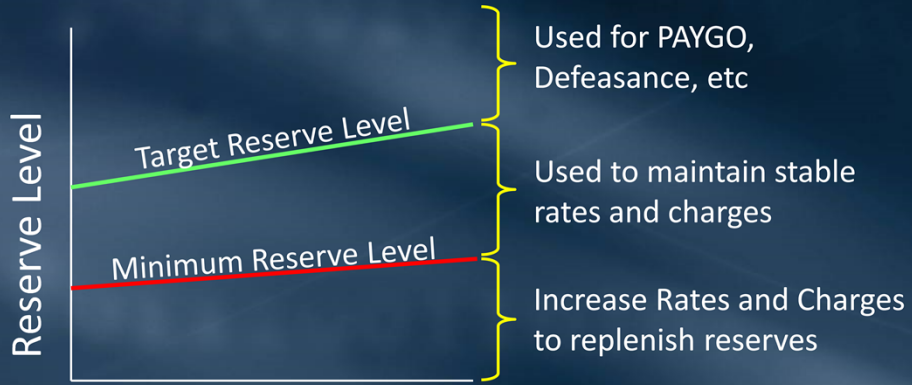 Reserve Level
Target Reserve Level
Minimum Reserve Level
Used for PAYGO,
Defeasance, etc
Used to maintain stable
rates and charges
Increase Rates and Charges
to replenish reserves